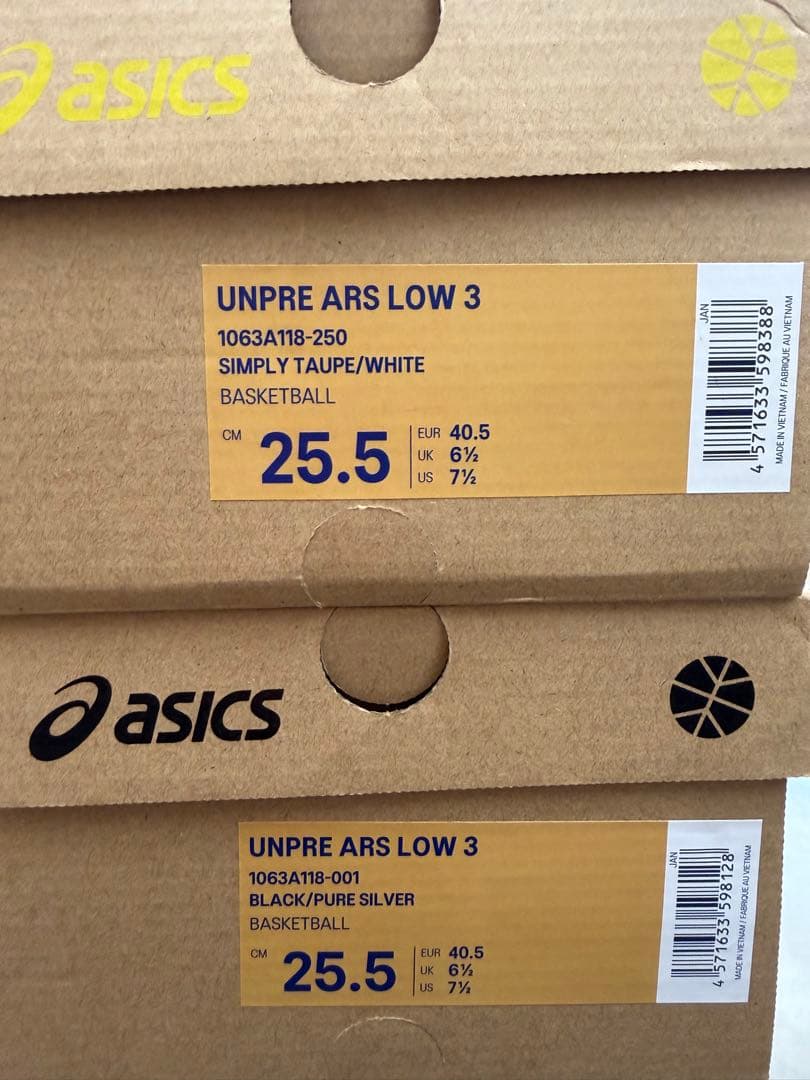 asics
UNPRE ARS LOW 3
1063A118-250
SIMPLY TAUPE/WHITE
BASKETBALL
CM 25.5
EUR 40.5
UK 6½
US 7½
JAN
4 571633 598388
MADE IN VIETNAM / FABRIQUE AU VIETNAM
asics
UNPRE ARS LOW 3
1063A118-001
BLACK/PURE SILVER
BASKETBALL
CM 25.5
EUR 40.5
UK 6½
US 7½
JAN
4 571633 598128
MADE IN VIETNAM / FABRIQUE AU VIETNAM